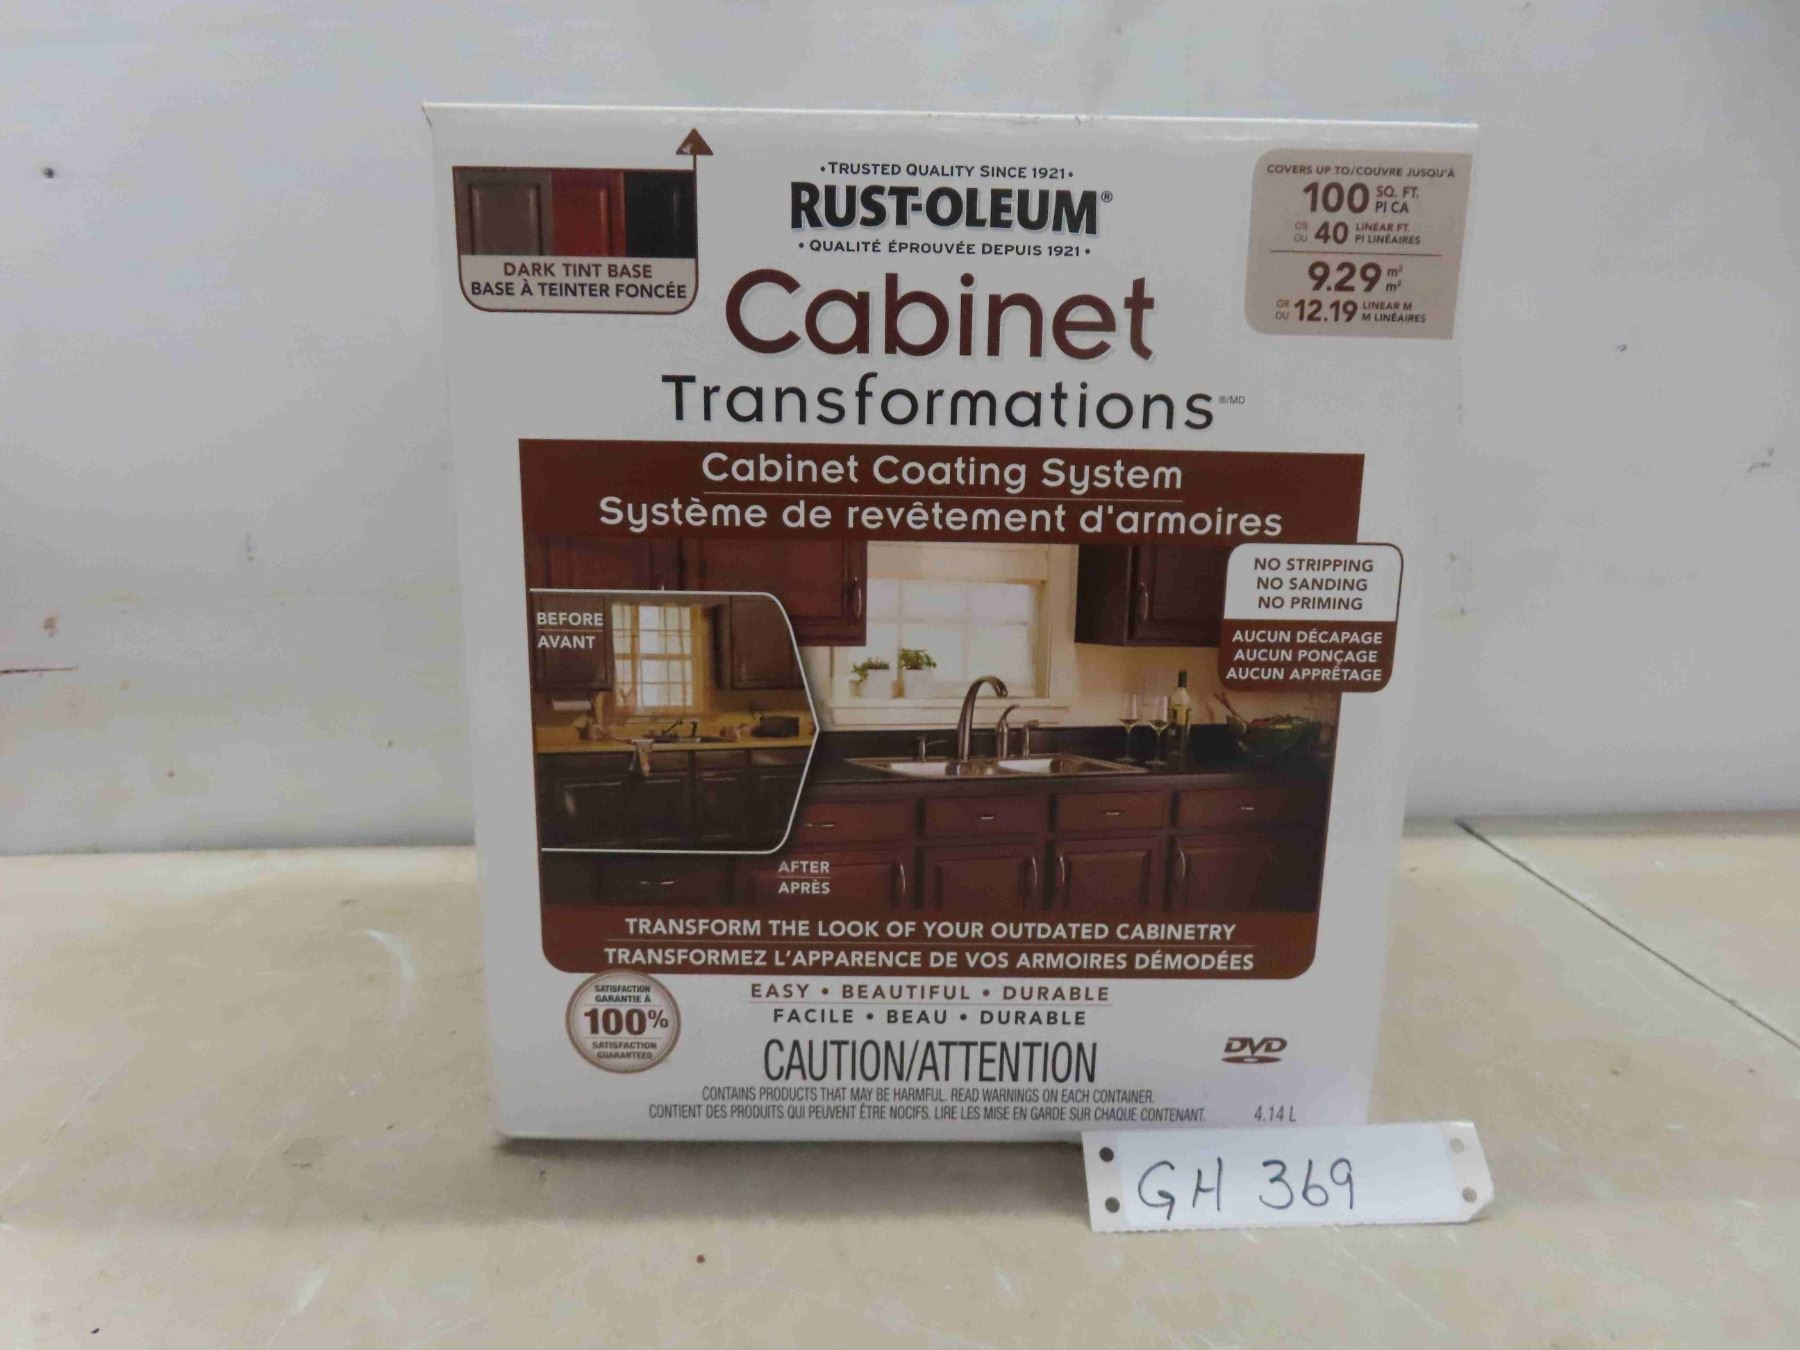 DARK TINT BASE
BASE À TEINTER FONCÉE
•TRUSTED QUALITY SINCE 1921•
RUST-OLEUM®
• QUALITÉ ÉPROUVÉE DEPUIS 1921 •
COVERS UP TO/COUVRE JUSQU'À
100 SQ. FT. PI CA
OR OU 40 LINEAR FT. PI LINÉAIRES
9.29 m² m²
OR OU 12.19 LINEAR M M LINÉAIRES
Cabinet
Transformations ®/MD
Cabinet Coating System
Système de revêtement d'armoires
NO STRIPPING
NO SANDING
NO PRIMING
AUCUN DÉCAPAGE
AUCUN PONÇAGE
AUCUN APPRÊTAGE
BEFORE
AVANT
AFTER
APRÈS
TRANSFORM THE LOOK OF YOUR OUTDATED CABINETRY
TRANSFORMEZ L'APPARENCE DE VOS ARMOIRES DÉMODÉES
SATISFACTION
GARANTIE À
100%
SATISFACTION
GUARANTEED
EASY • BEAUTIFUL • DURABLE
FACILE • BEAU • DURABLE
CAUTION/ATTENTION
DVD
CONTAINS PRODUCTS THAT MAY BE HARMFUL. READ WARNINGS ON EACH CONTAINER.
CONTIENT DES PRODUITS QUI PEUVENT ÊTRE NOCIFS. LIRE LES MISE EN GARDE SUR CHAQUE CONTENANT.
4.14 L
GH 369